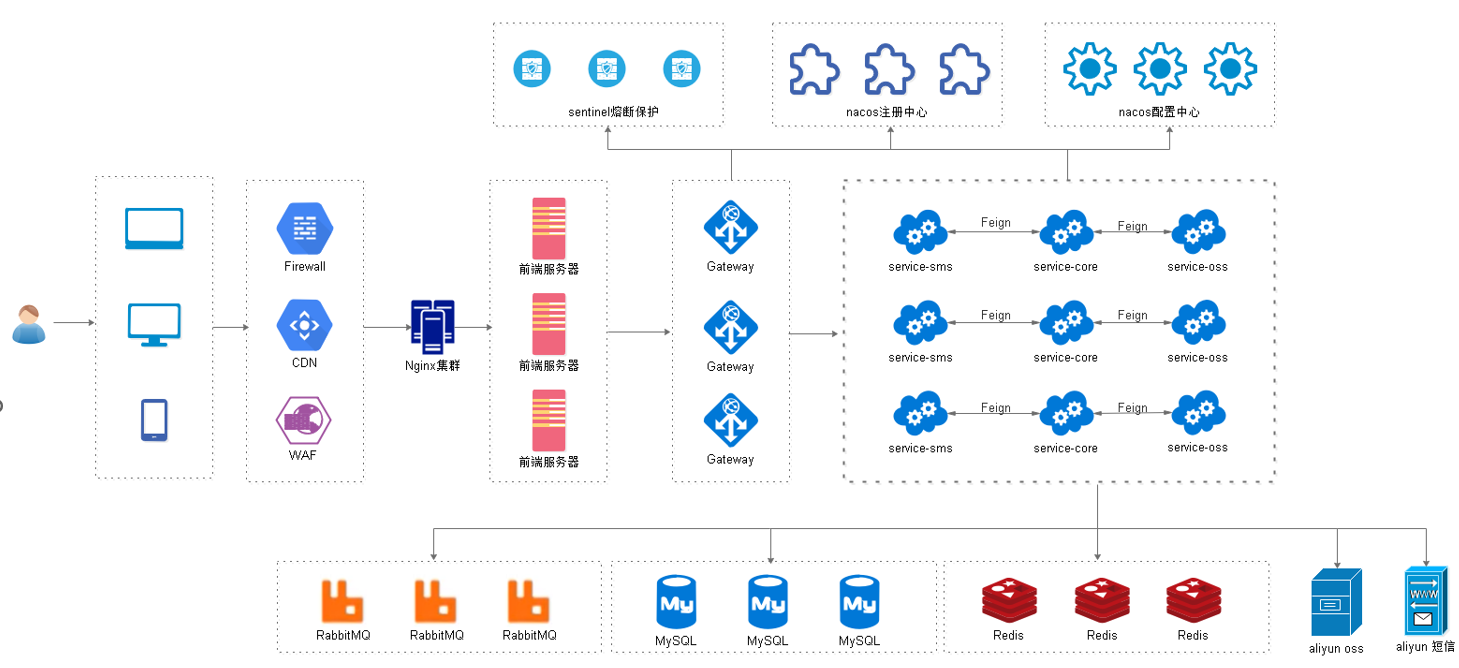 sentinel熔断保护
nacos注册中心
nacos配置中心
Firewall
CDN
WAF
Nginx集群
前端服务器
前端服务器
前端服务器
Gateway
Gateway
Gateway
Feign
Feign
service-sms
service-core
service-oss
Feign
Feign
service-sms
service-core
service-oss
Feign
Feign
service-sms
service-core
service-oss
RabbitMQ
RabbitMQ
RabbitMQ
My
My
My
MySQL
MySQL
MySQL
Redis
Redis
Redis
aliyun oss
WWW
aliyun 短信